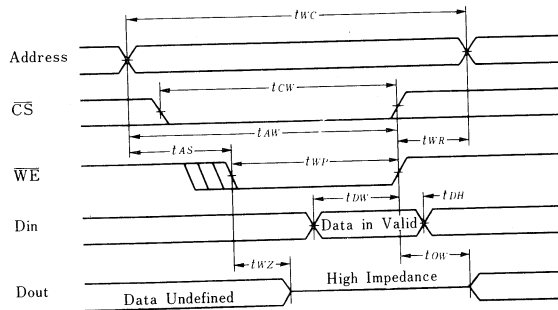 tWC
Address
tCW
CS
tAW
tWR
tAS
tWP
WE
tDW
tDH
Din
Data in Valid
tWZ
tOW
High Impedance
Dout
Data Undefined